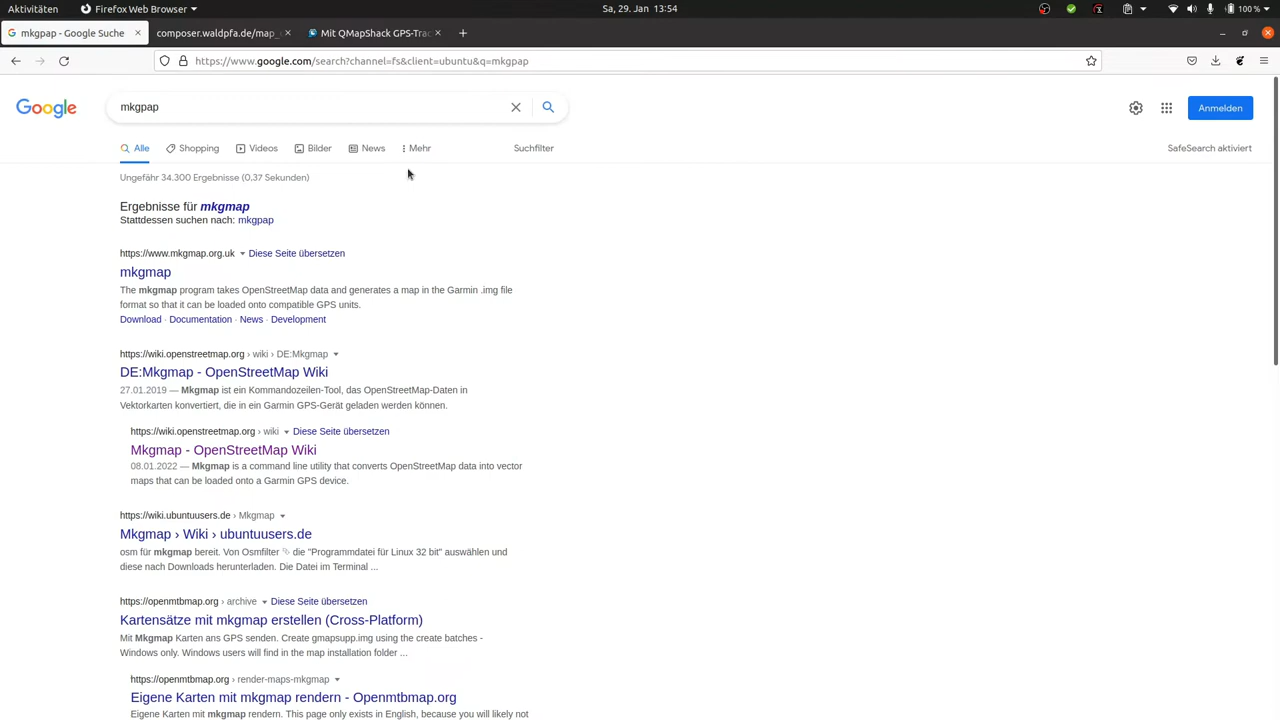 Aktivitäten
Firefox Web Browser
Sa, 29. Jan 13:54
100 %
mkgpap - Google Suche
composer.waldpfa.de/map_
Mit QMapShack GPS-Tra
https://www.google.com/search?channel=fs&client=ubuntu&q=mkgpap
Google
mkgpap
Anmelden
Alle
Shopping
Videos
Bilder
News
Mehr
Suchfilter
SafeSearch aktiviert
Ungefähr 34.300 Ergebnisse (0,37 Sekunden)
Ergebnisse für mkgmap
Stattdessen suchen nach: mkgpap
https://www.mkgmap.org.uk Diese Seite übersetzen
mkgmap
The mkgmap program takes OpenStreetMap data and generates a map in the Garmin .img file
format so that it can be loaded onto compatible GPS units.
Download · Documentation · News · Development
https://wiki.openstreetmap.org › wiki › DE:Mkgmap
DE:Mkgmap - OpenStreetMap Wiki
27.01.2019 — Mkgmap ist ein Kommandozeilen-Tool, das OpenStreetMap-Daten in
Vektorkarten konvertiert, die in ein Garmin GPS-Gerät geladen werden können.
https://wiki.openstreetmap.org › wiki Diese Seite übersetzen
Mkgmap - OpenStreetMap Wiki
08.01.2022 — Mkgmap is a command line utility that converts OpenStreetMap data into vector
maps that can be loaded onto a Garmin GPS device.
https://wiki.ubuntuusers.de › Mkgmap
Mkgmap › Wiki › ubuntuusers.de
osm für mkgmap bereit. Von Osmfilter die "Programmdatei für Linux 32 bit" auswählen und
diese nach Downloads herunterladen. Die Datei im Terminal ...
https://openmtbmap.org › archive Diese Seite übersetzen
Kartensätze mit mkgmap erstellen (Cross-Platform)
Mit Mkgmap Karten ans GPS senden. Create gmapsupp.img using the create batches -
Windows only. Windows users will find in the map installation folder ...
https://openmtbmap.org › render-maps-mkgmap
Eigene Karten mit mkgmap rendern - Openmtbmap.org
Eigene Karten mit mkgmap rendern. This page only exists in English, because you will likely not